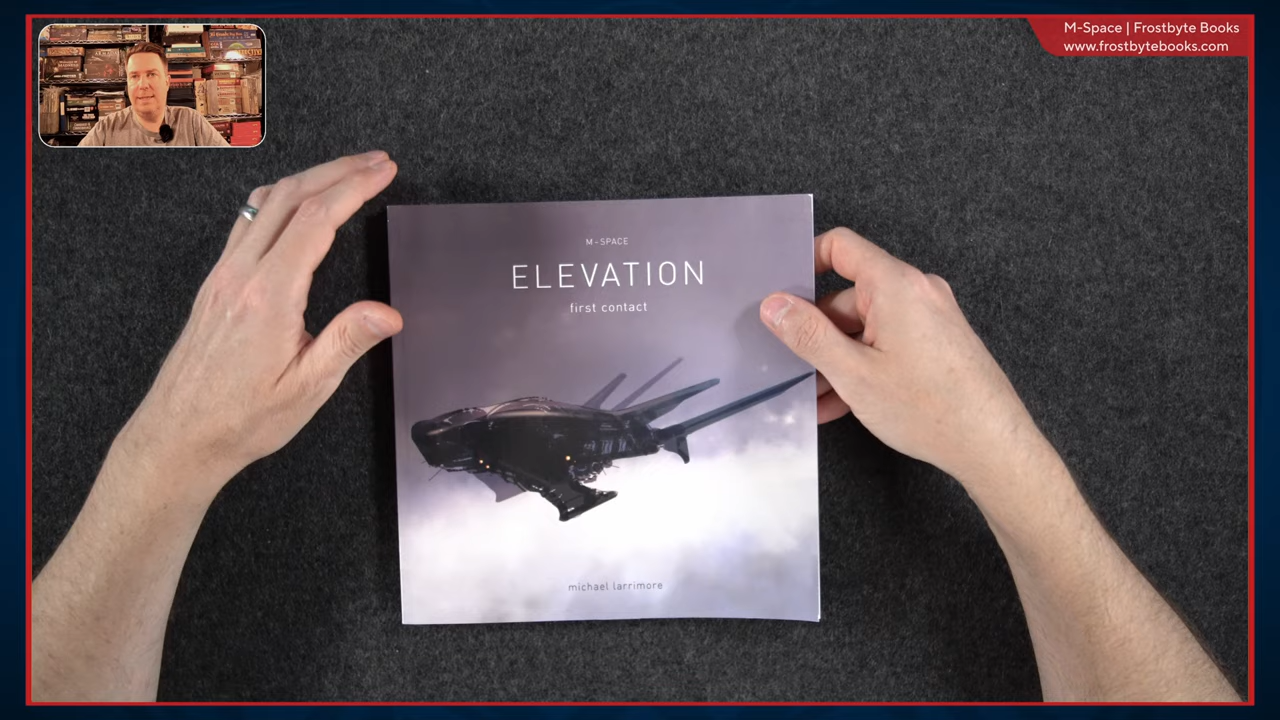 M-Space | Frostbyte Books
www.frostbytebooks.com
M-SPACE
ELEVATION
first contact
michael larrimore